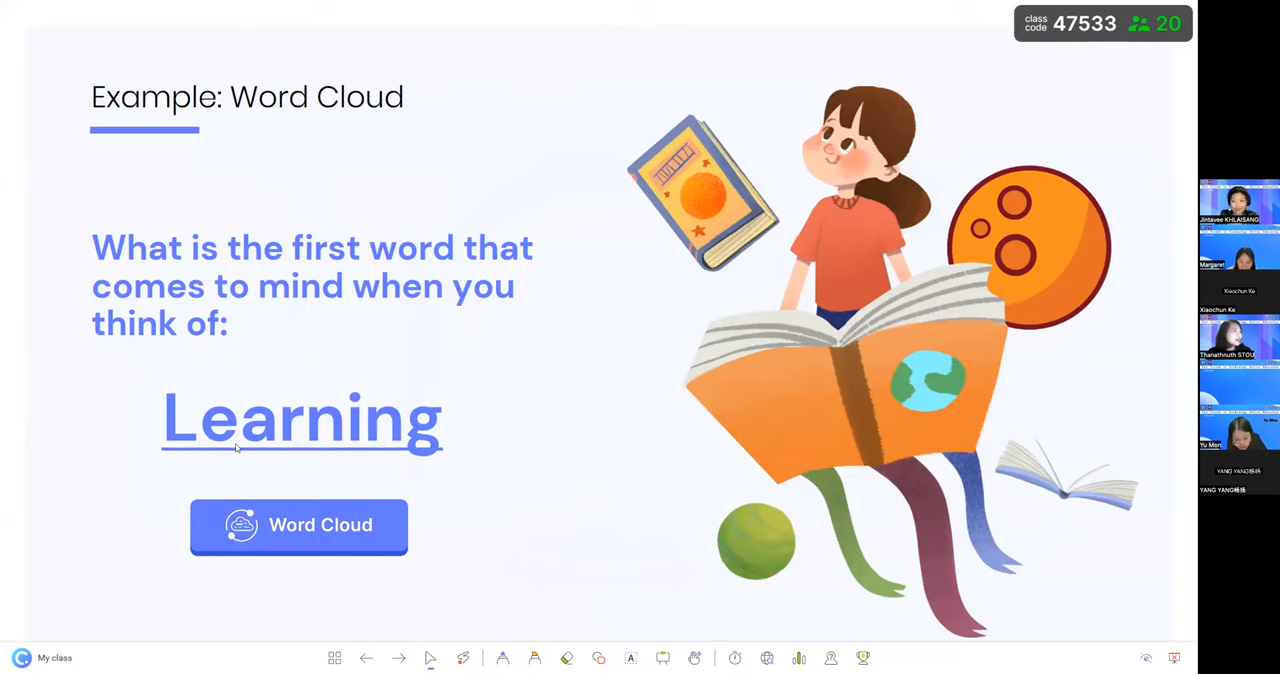 class
code 47533 20
Example: Word Cloud
What is the first word that
comes to mind when you
think of:
Learning
Word Cloud
My class
A
Jintavee KHLAISANG
Margaret
Xiaochun Ke
Xiaochun Ke
Thanathnuth STOU
Yu Mon
YANG YANG杨扬
YANG YANG杨扬